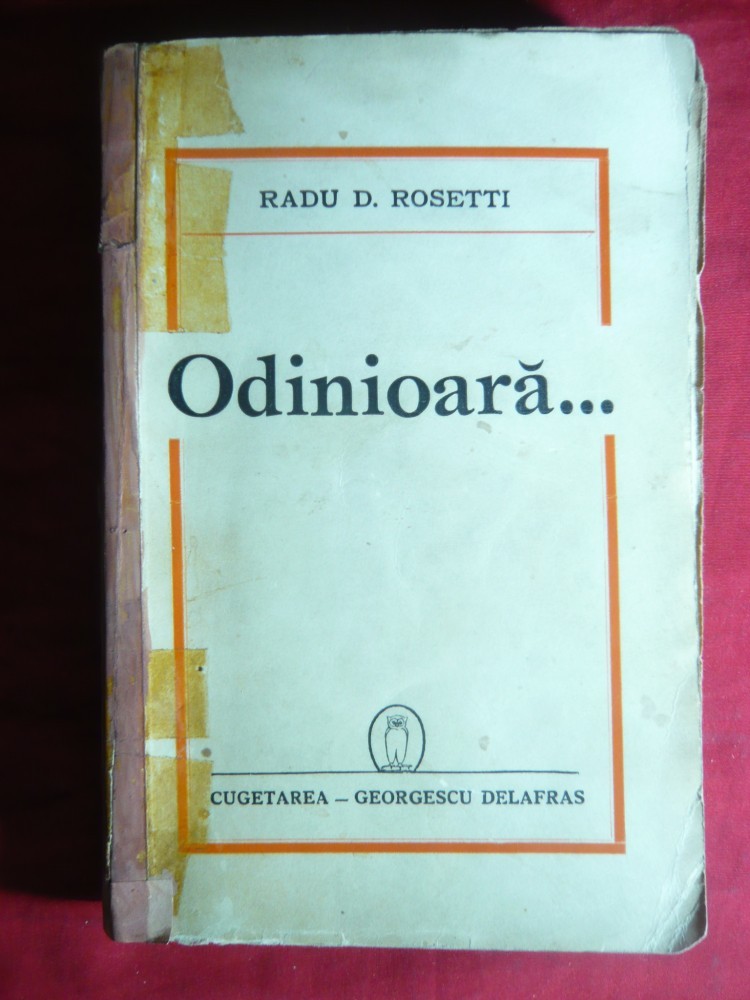 RADU D. ROSETTI
Odinioară...
CUGETAREA — GEORGESCU DELAFRAS